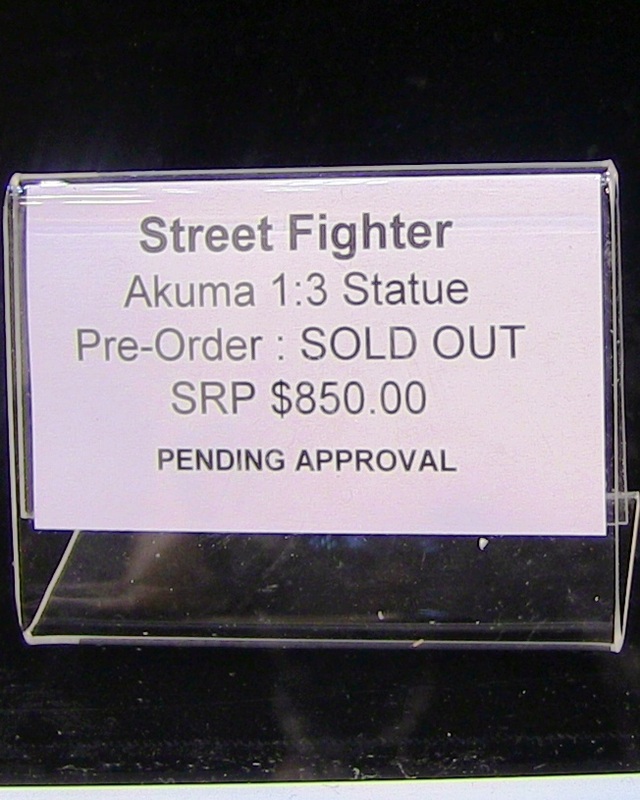 Street Fighter
Akuma 1:3 Statue
Pre-Order : SOLD OUT
SRP $850.00
PENDING APPROVAL